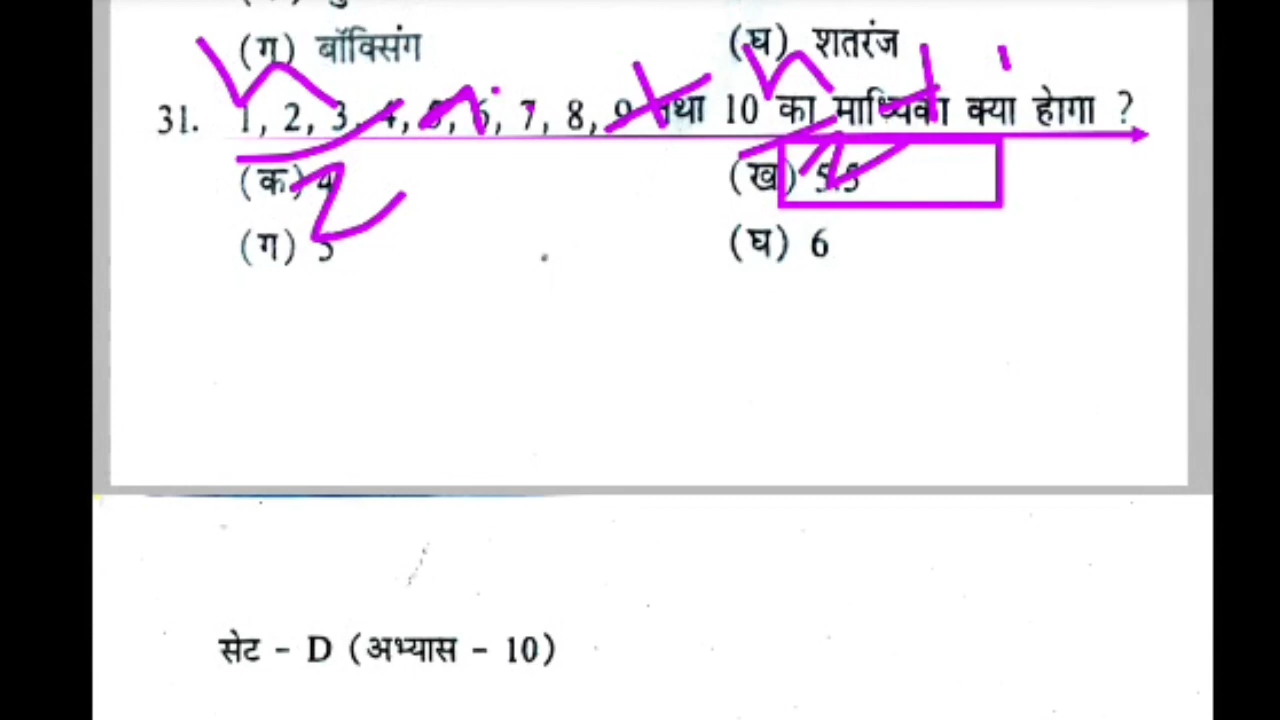 (ग) बॉक्सिंग (घ) शतरंज
31. 1, 2, 3, 4, 5, 6, 7, 8, 9 तथा 10 का माध्यिका क्या होगा ?
(क) 4 (ख) 5.5
(ग) 5 (घ) 6
सेट - D (अभ्यास - 10)